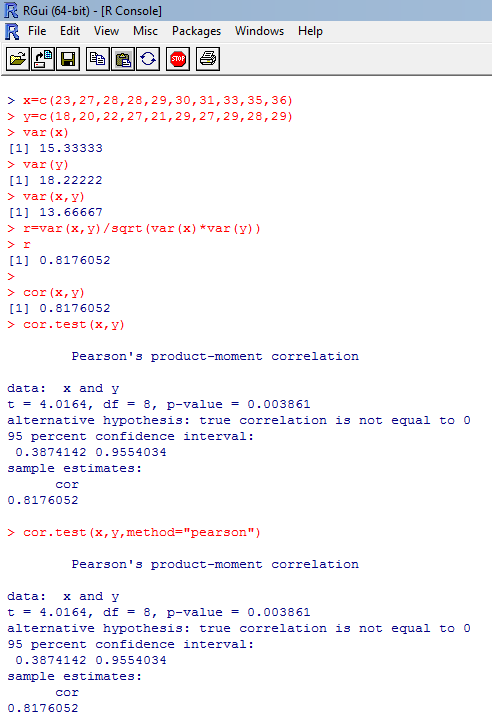 RGui (64-bit) - [R Console]
File Edit View Misc Packages Windows Help
STOP
> x=c(23,27,28,28,29,30,31,33,35,36)
> y=c(18,20,22,27,21,29,27,29,28,29)
> var(x)
[1] 15.33333
> var(y)
[1] 18.22222
> var(x,y)
[1] 13.66667
> r=var(x,y)/sqrt(var(x)*var(y))
> r
[1] 0.8176052
>
> cor(x,y)
[1] 0.8176052
> cor.test(x,y)
Pearson's product-moment correlation
data:  x and y
t = 4.0164, df = 8, p-value = 0.003861
alternative hypothesis: true correlation is not equal to 0
95 percent confidence interval:
 0.3874142 0.9554034
sample estimates:
cor
0.8176052
> cor.test(x,y,method="pearson")
Pearson's product-moment correlation
data:  x and y
t = 4.0164, df = 8, p-value = 0.003861
alternative hypothesis: true correlation is not equal to 0
95 percent confidence interval:
 0.3874142 0.9554034
sample estimates:
cor
0.8176052